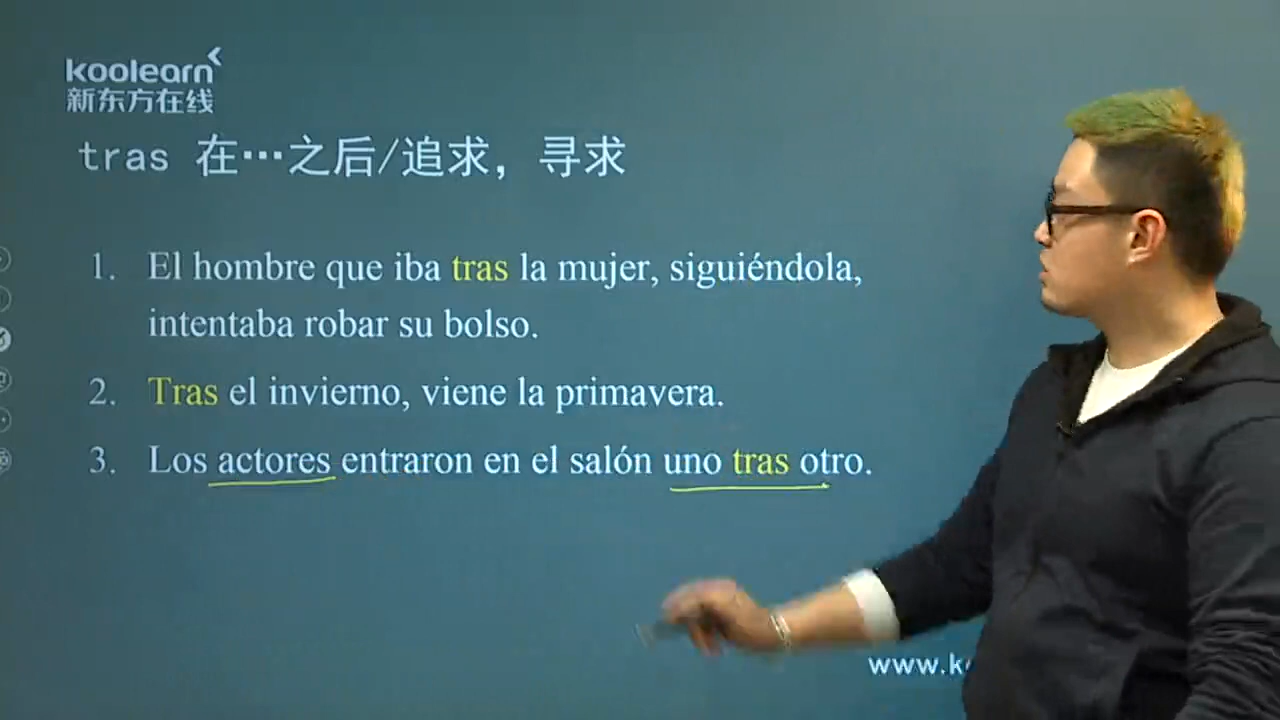 koolearn
新东方在线
tras 在…之后/追求，寻求
1. El hombre que iba tras la mujer, siguiéndola,
intentaba robar su bolso.
2. Tras el invierno, viene la primavera.
3. Los actores entraron en el salón uno tras otro.
www.k